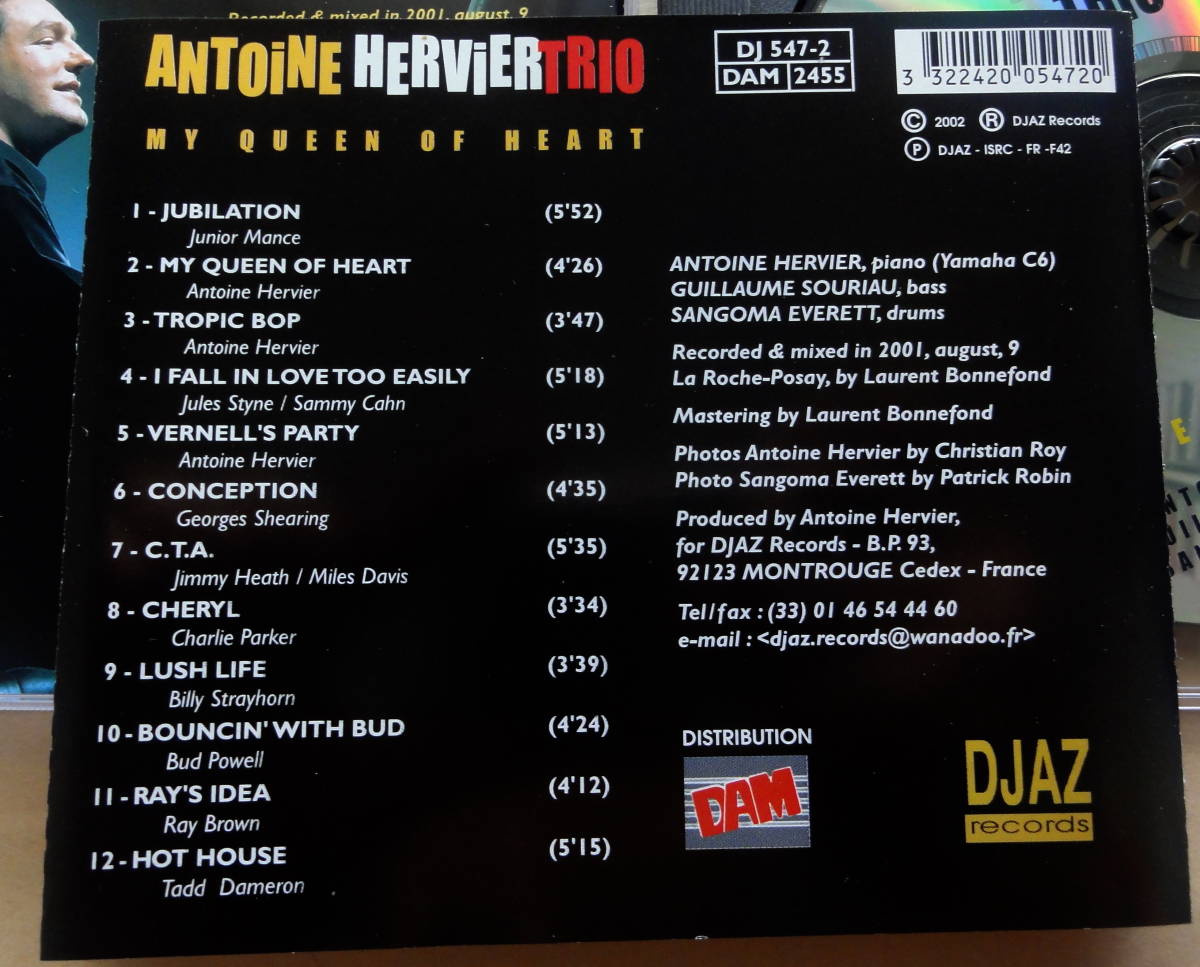 Recorded & mixed in 2001, august, 9
TRIO
ANTOINE HERVIER TRIO
MY QUEEN OF HEART
DJ 547-2
DAM 2455
3 322420 054720
© 2002 ® DJAZ Records
℗ DJAZ - ISRC - FR -F42
1 - JUBILATION (5'52)
Junior Mance
2 - MY QUEEN OF HEART (4'26)
Antoine Hervier
3 - TROPIC BOP (3'47)
Antoine Hervier
4 - I FALL IN LOVE TOO EASILY (5'18)
Jules Styne / Sammy Cahn
5 - VERNELL'S PARTY (5'13)
Antoine Hervier
6 - CONCEPTION (4'35)
Georges Shearing
7 - C.T.A. (5'35)
Jimmy Heath / Miles Davis
8 - CHERYL (3'34)
Charlie Parker
9 - LUSH LIFE (3'39)
Billy Strayhorn
10 - BOUNCIN' WITH BUD (4'24)
Bud Powell
11 - RAY'S IDEA (4'12)
Ray Brown
12 - HOT HOUSE (5'15)
Tadd Dameron
ANTOINE HERVIER, piano (Yamaha C6)
GUILLAUME SOURIAU, bass
SANGOMA EVERETT, drums
Recorded & mixed in 2001, august, 9
La Roche-Posay, by Laurent Bonnefond
Mastering by Laurent Bonnefond
Photos Antoine Hervier by Christian Roy
Photo Sangoma Everett by Patrick Robin
Produced by Antoine Hervier,
for DJAZ Records - B.P. 93,
92123 MONTROUGE Cedex - France
Tel/fax : (33) 01 46 54 44 60
e-mail : <djaz.records@wanadoo.fr>
DISTRIBUTION
DAM
DJAZ
records